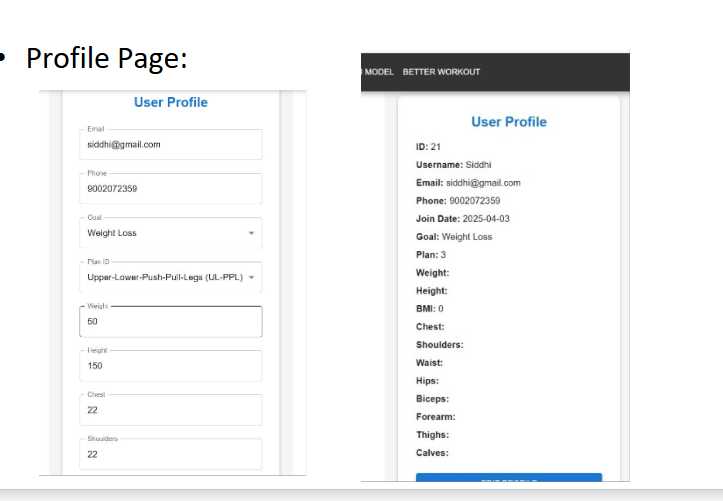 • Profile Page:
User Profile
Email
siddhi@gmail.com
Phone
9002072359
Goal
Weight Loss
Plan ID
Upper-Lower-Push-Pull-Legs (UL-PPL)
Weight
50
Height
150
Chest
22
Shoulders
22
MODEL BETTER WORKOUT
User Profile
ID: 21
Username: Siddhi
Email: siddhi@gmail.com
Phone: 9002072359
Join Date: 2025-04-03
Goal: Weight Loss
Plan: 3
Weight:
Height:
BMI: 0
Chest:
Shoulders:
Waist:
Hips:
Biceps:
Forearm:
Thighs:
Calves: